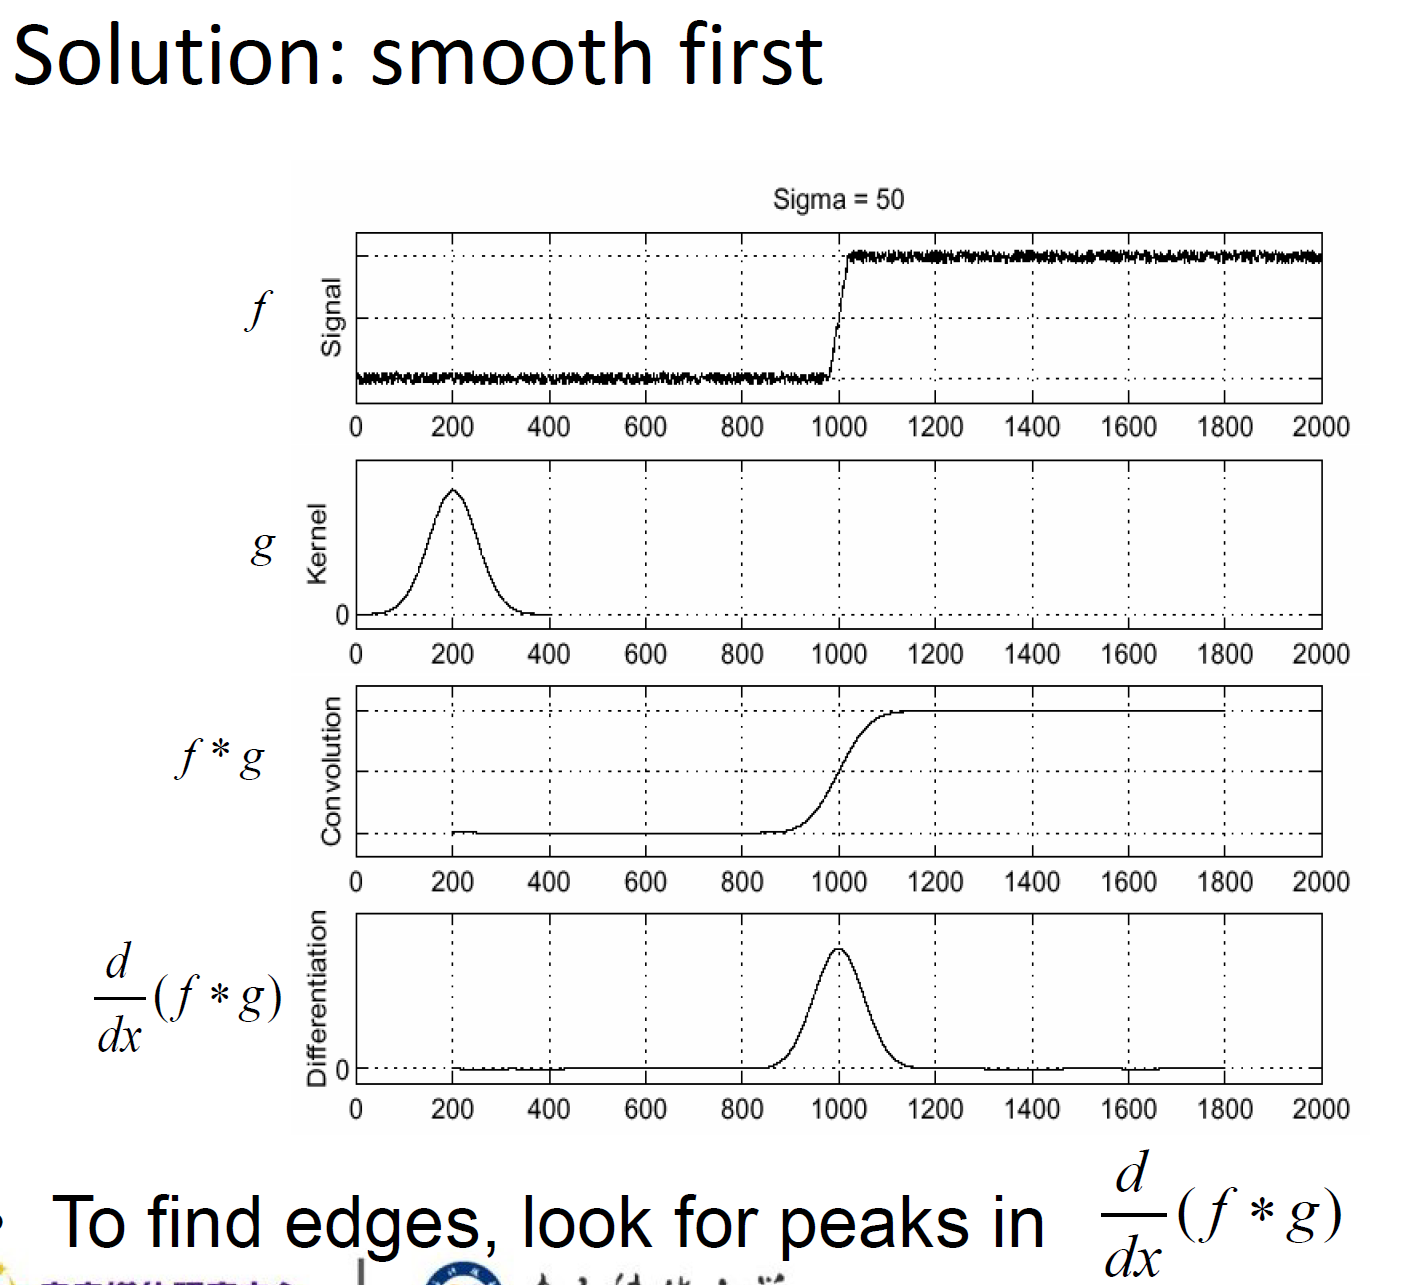 Solution: smooth first
Sigma = 50
f
Signal
0 200 400 600 800 1000 1200 1400 1600 1800 2000
g
Kernel
0
0 200 400 600 800 1000 1200 1400 1600 1800 2000
f * g
Convolution
0 200 400 600 800 1000 1200 1400 1600 1800 2000
d/dx (f * g)
Differentiation
0
0 200 400 600 800 1000 1200 1400 1600 1800 2000
• To find edges, look for peaks in d/dx (f * g)